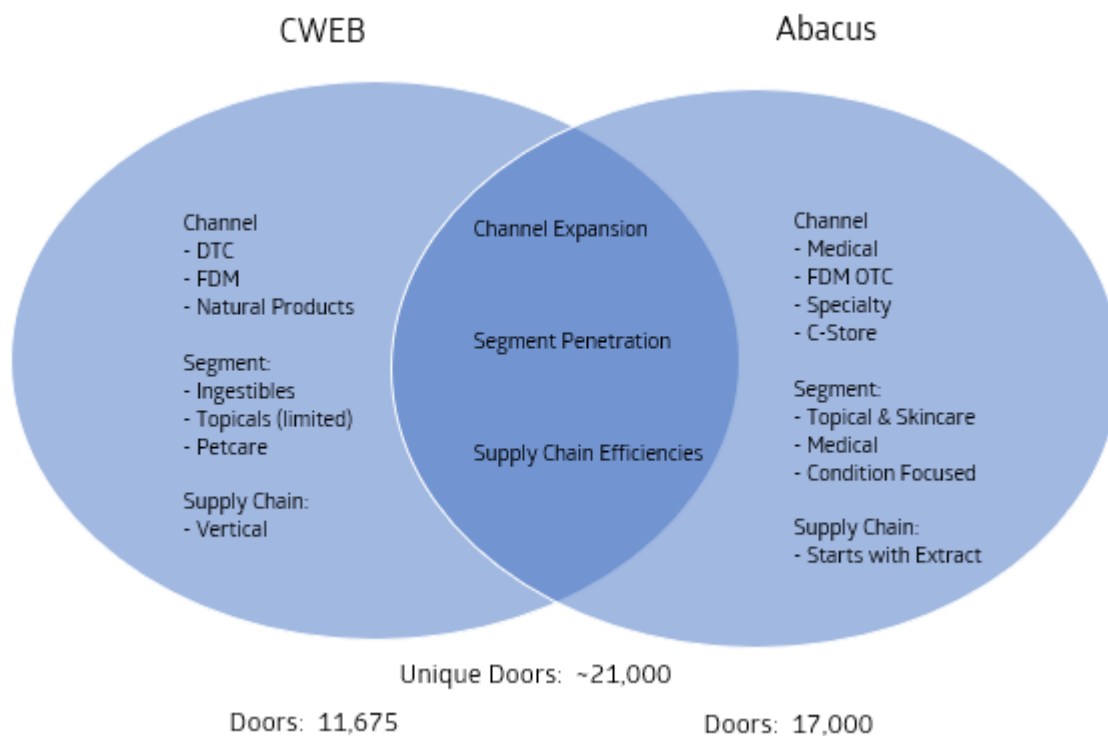 CWEB
Abacus
Channel
- DTC
- FDM
- Natural Products
Segment:
- Ingestibles
- Topicals (limited)
- Petcare
Supply Chain:
- Vertical
Channel Expansion
Segment Penetration
Supply Chain Efficiencies
Channel
- Medical
- FDM OTC
- Specialty
- C-Store
Segment:
- Topical & Skincare
- Medical
- Condition Focused
Supply Chain:
- Starts with Extract
Unique Doors: ~21,000
Doors: 11,675
Doors: 17,000